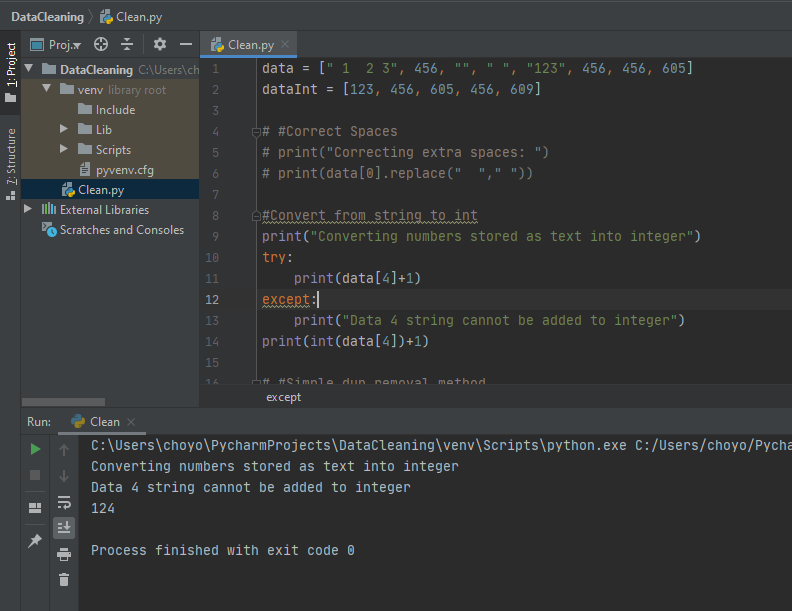 DataCleaning Clean.py
1: Project
Proj...
Clean.py
DataCleaning C:\Users\ch
venv library root
Include
Lib
Scripts
pyvenv.cfg
Clean.py
External Libraries
Scratches and Consoles
7: Structure
1 data = [" 1  2 3", 456, "", " ", "123", 456, 456, 605]
2 dataInt = [123, 456, 605, 456, 609]
3
4 # #Correct Spaces
5 # print("Correcting extra spaces: ")
6 # print(data[0].replace("  "," "))
7
8 #Convert from string to int
9 print("Converting numbers stored as text into integer")
10 try:
11     print(data[4]+1)
12 except:
13     print("Data 4 string cannot be added to integer")
14 print(int(data[4])+1)
15
16 # #Simple dup removal method
except
Run: Clean
C:\Users\choyo\PycharmProjects\DataCleaning\venv\Scripts\python.exe C:/Users/choyo/Pycha
Converting numbers stored as text into integer
Data 4 string cannot be added to integer
124
Process finished with exit code 0